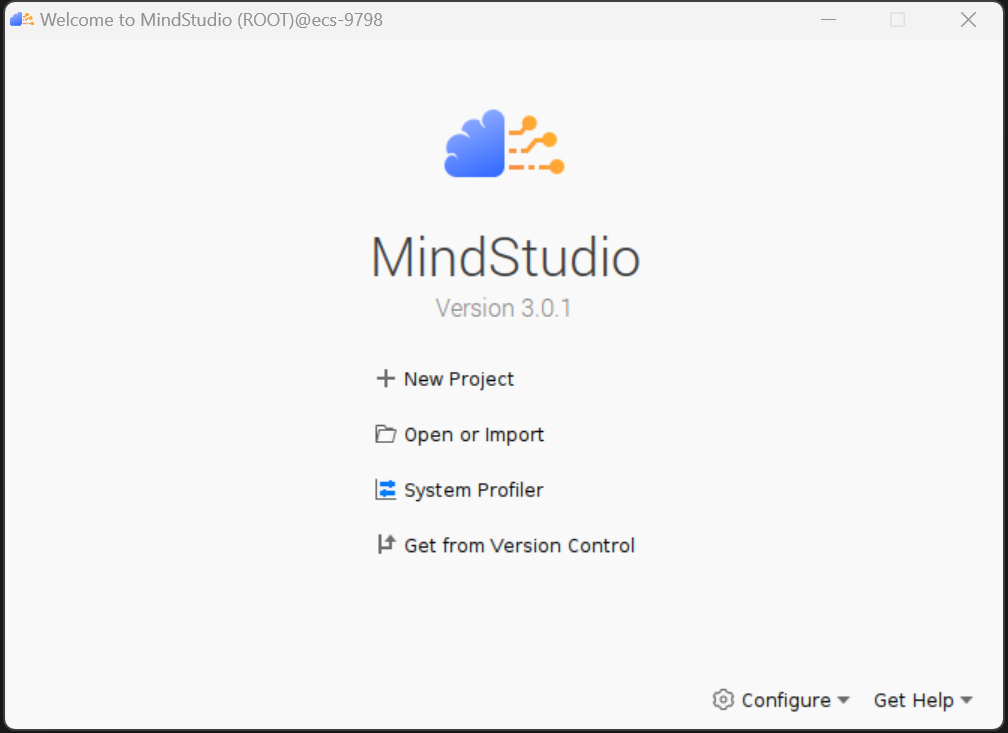 Welcome to MindStudio (ROOT)@ecs-9798
MindStudio
Version 3.0.1
New Project
Open or Import
System Profiler
Get from Version Control
Configure
Get Help